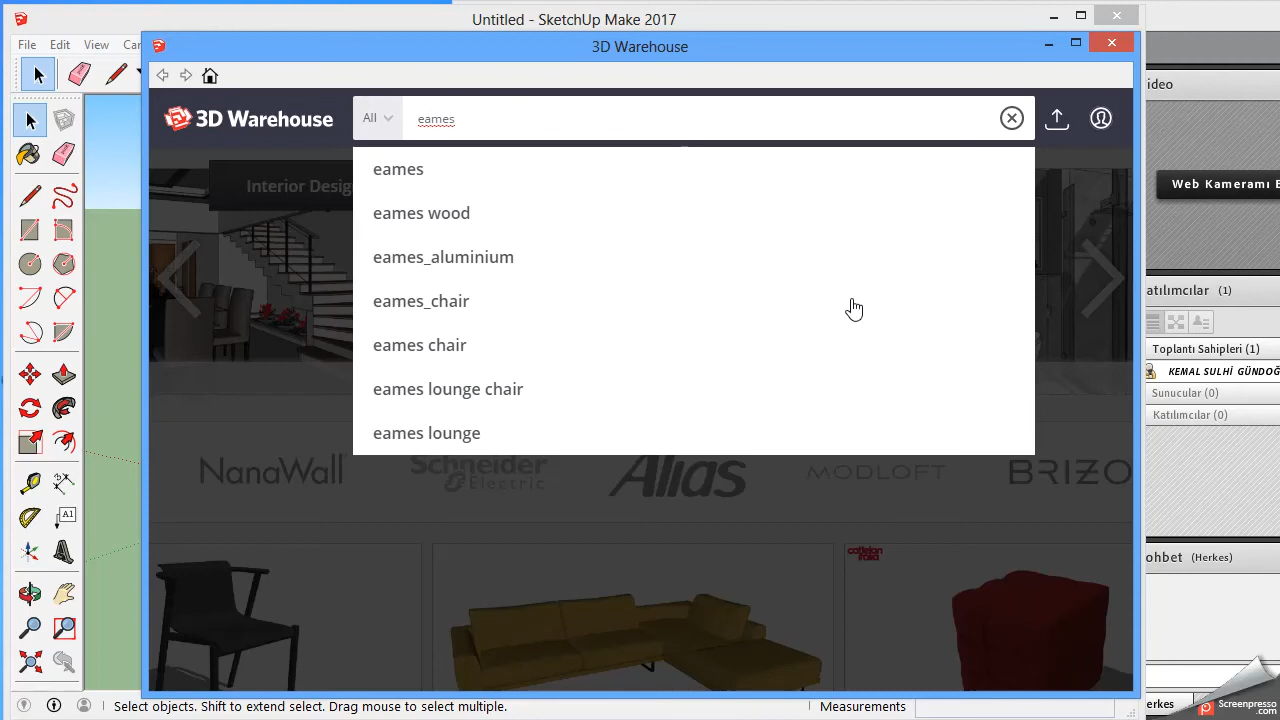 Untitled - SketchUp Make 2017
File Edit View
3D Warehouse
3D Warehouse
All
eames
Interior Desig
eames
eames wood
eames_aluminium
eames_chair
eames chair
eames lounge chair
eames lounge
NanaWall
Schneider
Electric
Alias
MODLOFT
BRIZO
A1
Select objects. Shift to extend select. Drag mouse to select multiple.
Measurements
ideo
Web Kameramı
atılımcılar (1)
Toplantı Sahipleri (1)
KEMAL SULHİ GÜNDOĞ
Sunucular (0)
Katılımcılar (0)
ohbet (Herkes)
erkes
Screenpresso
.com